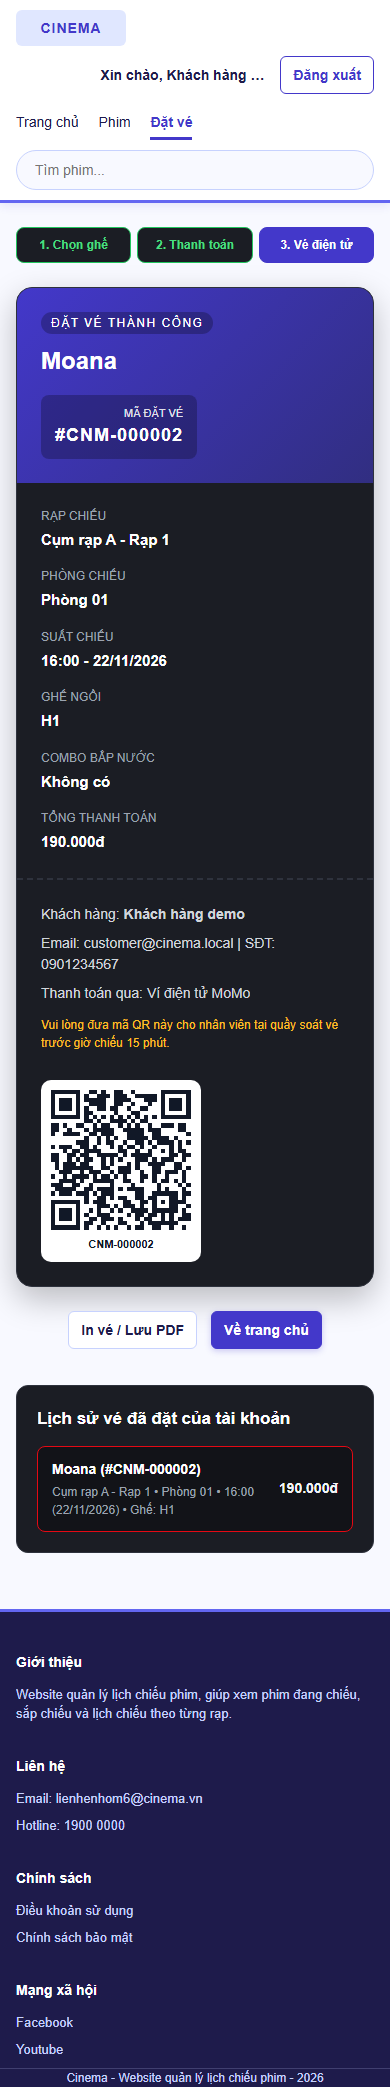 CINEMA
Xin chào, Khách hàng ...
Đăng xuất
Trang chủ
Phim
Đặt vé
Tìm phim...
1. Chọn ghế
2. Thanh toán
3. Vé điện tử
ĐẶT VÉ THÀNH CÔNG
Moana
MÃ ĐẶT VÉ
#CNM-000002
RẠP CHIẾU
Cụm rạp A - Rạp 1
PHÒNG CHIẾU
Phòng 01
SUẤT CHIẾU
16:00 - 22/11/2026
GHẾ NGỒI
H1
COMBO BẮP NƯỚC
Không có
TỔNG THANH TOÁN
190.000đ
Khách hàng: Khách hàng demo
Email: customer@cinema.local | SĐT:
0901234567
Thanh toán qua: Ví điện tử MoMo
Vui lòng đưa mã QR này cho nhân viên tại quầy soát vé
trước giờ chiếu 15 phút.
CNM-000002
In vé / Lưu PDF
Về trang chủ
Lịch sử vé đã đặt của tài khoản
Moana (#CNM-000002)
Cụm rạp A - Rạp 1 • Phòng 01 • 16:00
(22/11/2026) • Ghế: H1
190.000đ
Giới thiệu
Website quản lý lịch chiếu phim, giúp xem phim đang chiếu,
sắp chiếu và lịch chiếu theo từng rạp.
Liên hệ
Email: lienhenhom6@cinema.vn
Hotline: 1900 0000
Chính sách
Điều khoản sử dụng
Chính sách bảo mật
Mạng xã hội
Facebook
Youtube
Cinema - Website quản lý lịch chiếu phim - 2026